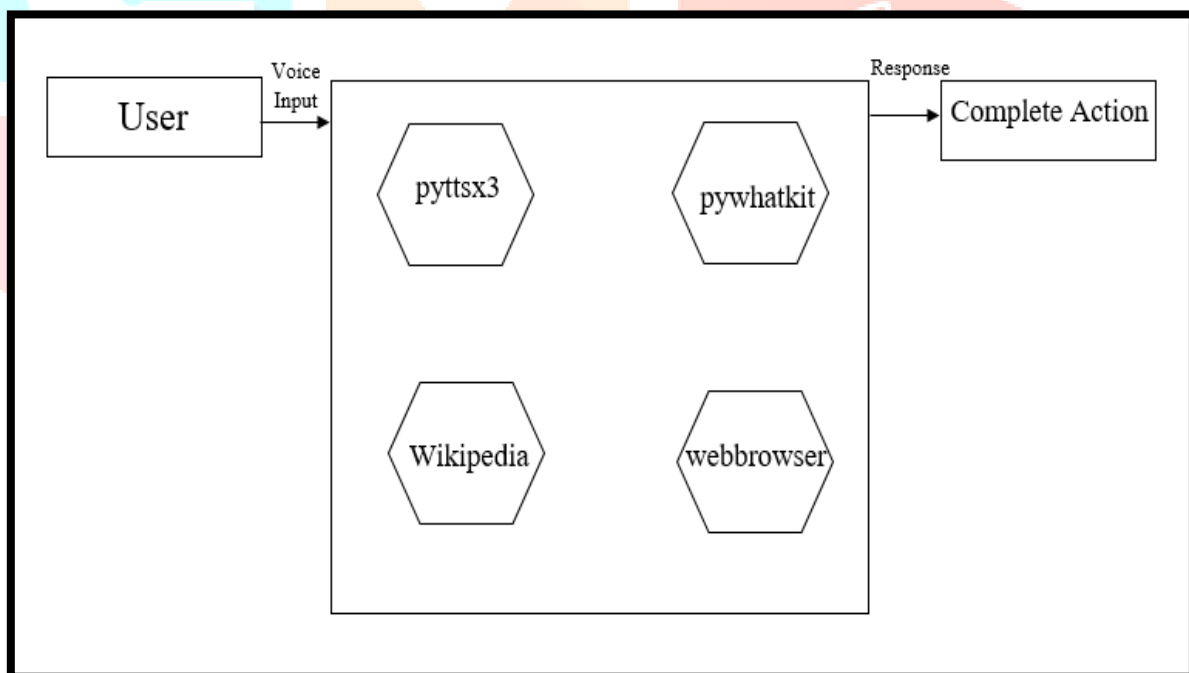 User
Voice
Input
Response
Complete Action
pyttsx3
pywhatkit
Wikipedia
webbrowser